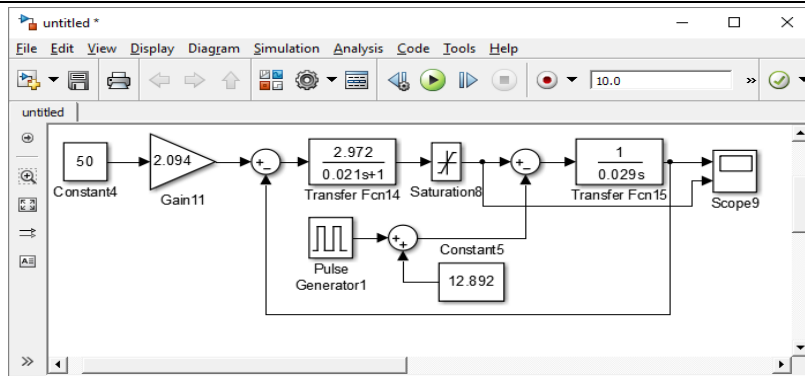 untitled *
File Edit View Display Diagram Simulation Analysis Code Tools Help
10.0
»
untitled
50
Constant4
2.094
Gain11
+
−
2.972
0.021s+1
Transfer Fcn14
Saturation8
+
−
1
0.029s
Transfer Fcn15
Scope9
Pulse
Generator1
+
+
Constant5
12.892
»